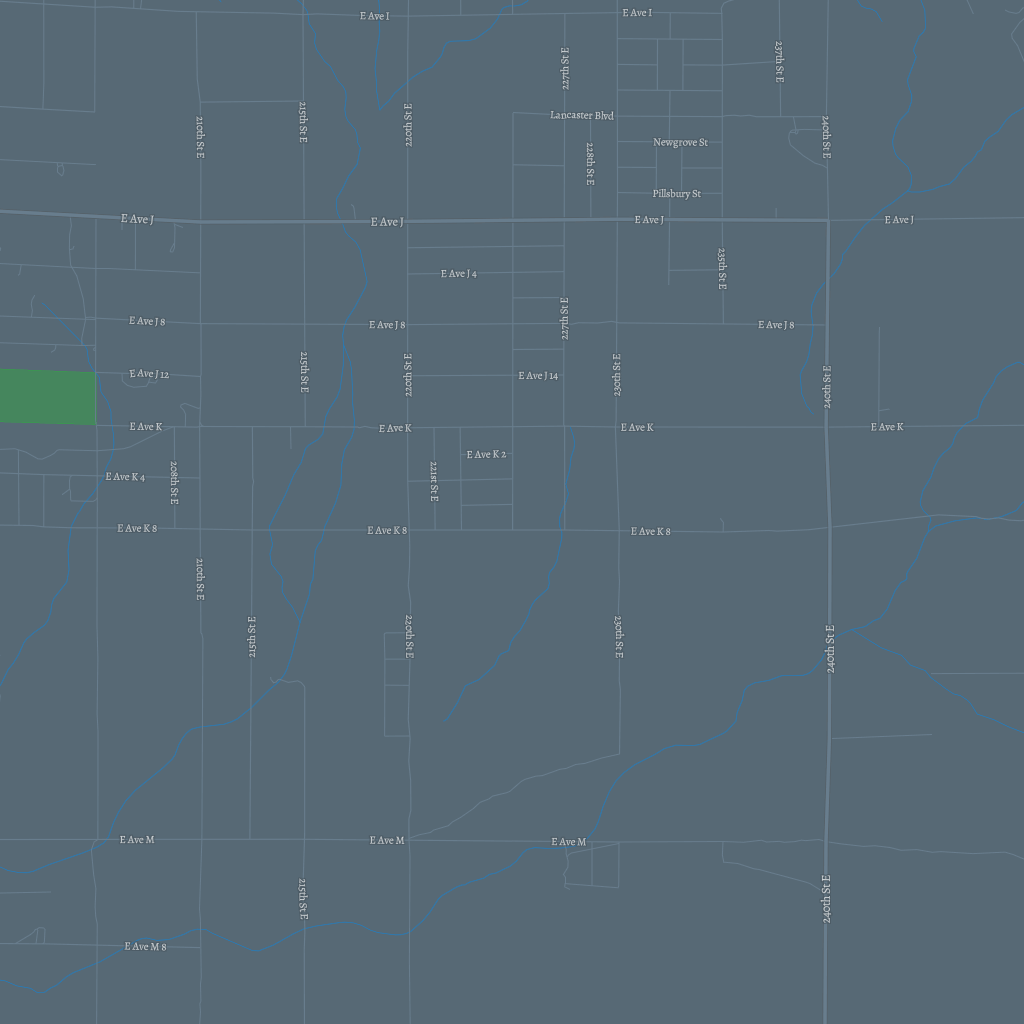 E Ave I
E Ave I
227th St E
237th St E
210th St E
215th St E
220th St E
Lancaster Blvd
240th St E
228th St E
Newgrove St
Pillsbury St
E Ave J
E Ave J
E Ave J
E Ave J
235th St E
E Ave J 4
227th St E
E Ave J 8
E Ave J 8
E Ave J 8
215th St E
220th St E
230th St E
240th St E
E Ave J 12
E Ave J 14
E Ave K
E Ave K
E Ave K
E Ave K
E Ave K 2
E Ave K 4
208th St E
221st St E
E Ave K 8
E Ave K 8
E Ave K 8
210th St E
215th St E
220th St E
230th St E
240th St E
E Ave M
E Ave M
E Ave M
215th St E
240th St E
E Ave M 8